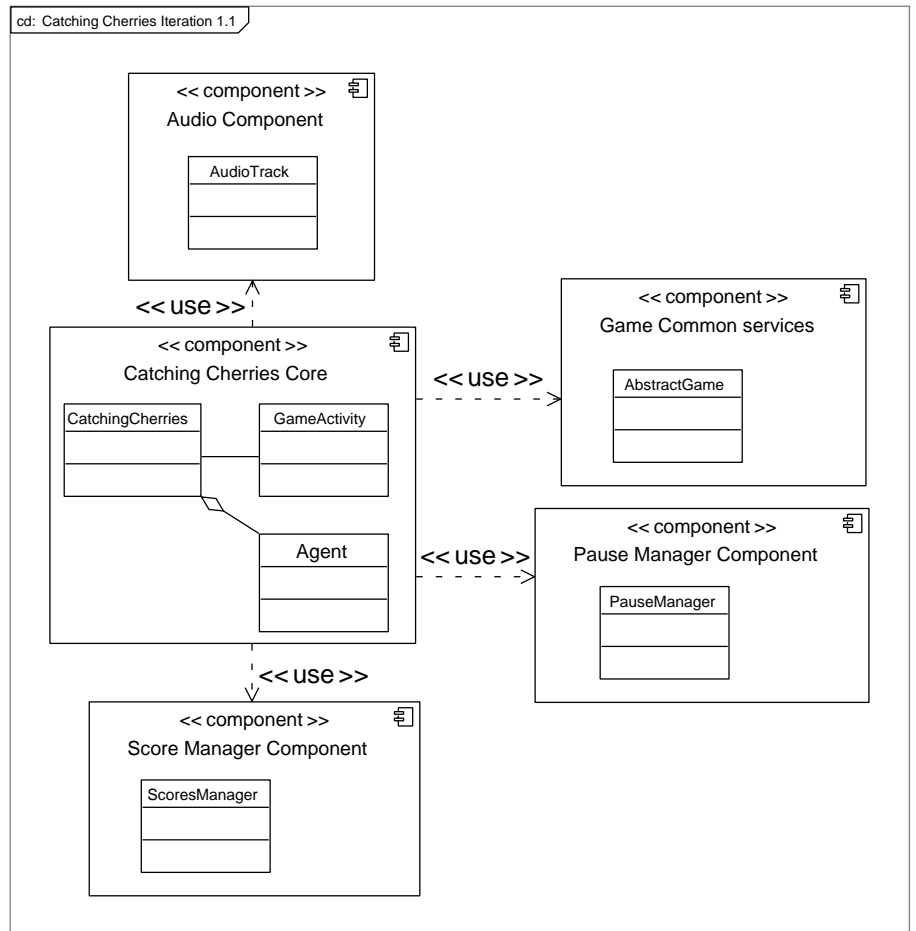 cd: Catching Cherries Iteration 1.1
<< component >>
Audio Component
AudioTrack
<< use >>
<< component >>
Catching Cherries Core
CatchingCherries
GameActivity
Agent
<< use >>
<< component >>
Game Common services
AbstractGame
<< use >>
<< component >>
Pause Manager Component
PauseManager
<< use >>
<< component >>
Score Manager Component
ScoresManager